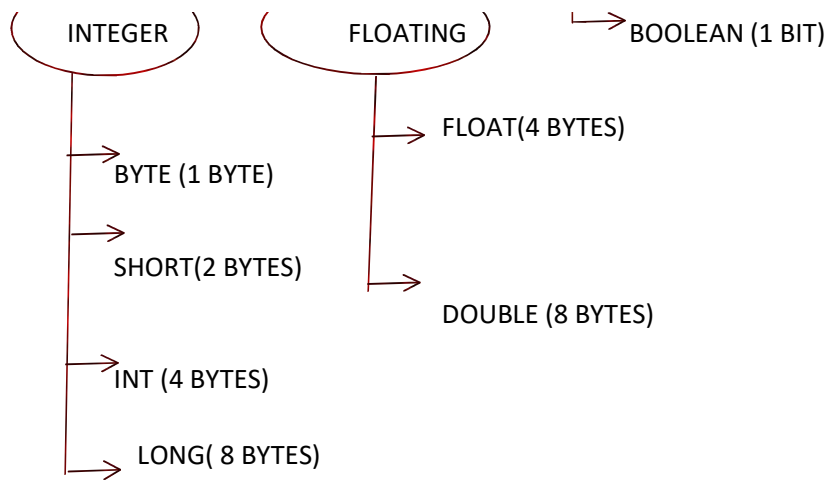 INTEGER
FLOATING
BOOLEAN (1 BIT)
FLOAT(4 BYTES)
BYTE (1 BYTE)
SHORT(2 BYTES)
DOUBLE (8 BYTES)
INT (4 BYTES)
LONG( 8 BYTES)